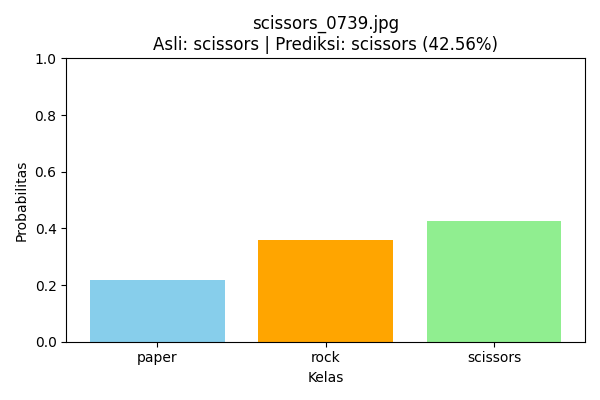 scissors_0739.jpg
Asli: scissors | Prediksi: scissors (42.56%)
Probabilitas
1.0
0.8
0.6
0.4
0.2
0.0
paper rock scissors
Kelas